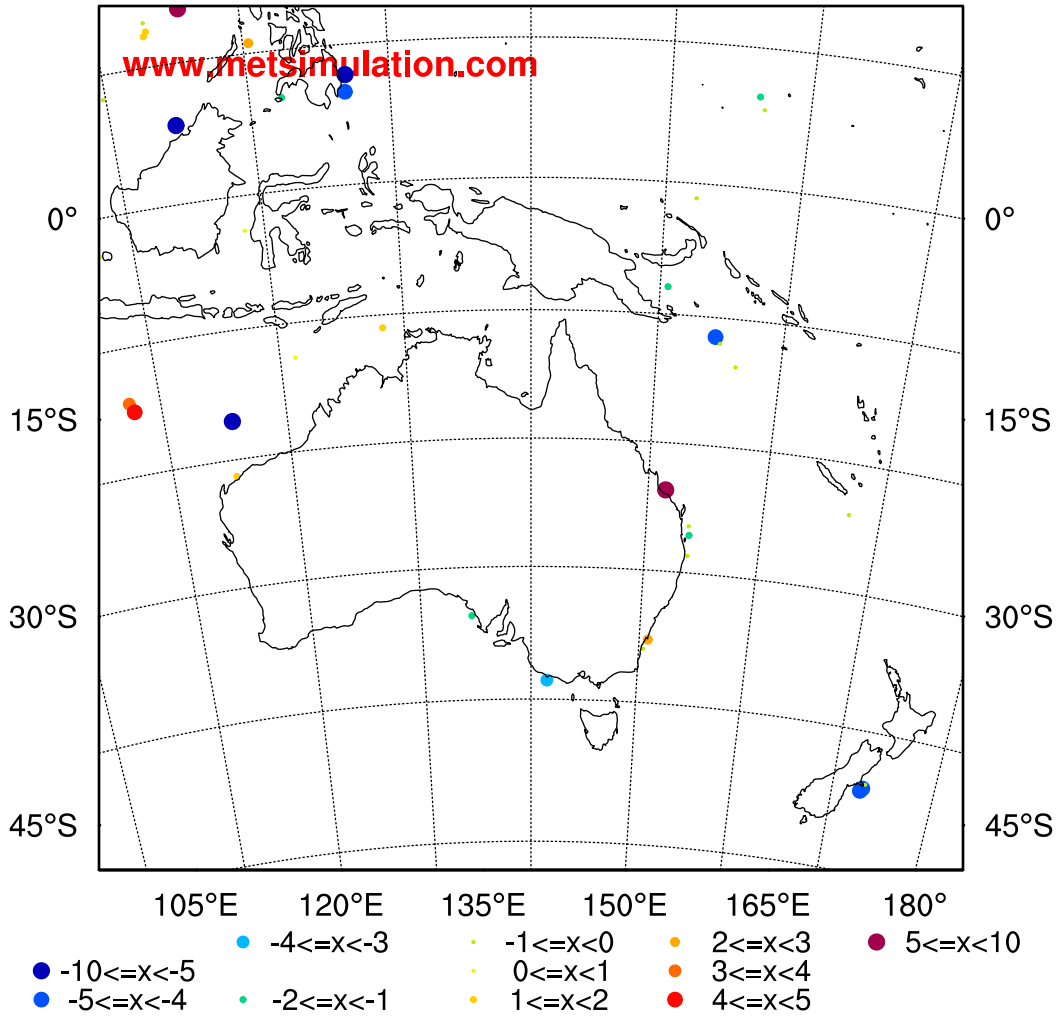 www.metsimulation.com
0° 0°
15°S 15°S
30°S 30°S
45°S 45°S
105°E 120°E 135°E 150°E 165°E 180°
-4<=x<-3 -1<=x<0 2<=x<3 5<=x<10
-10<=x<-5 0<=x<1 3<=x<4
-5<=x<-4 -2<=x<-1 1<=x<2 4<=x<5